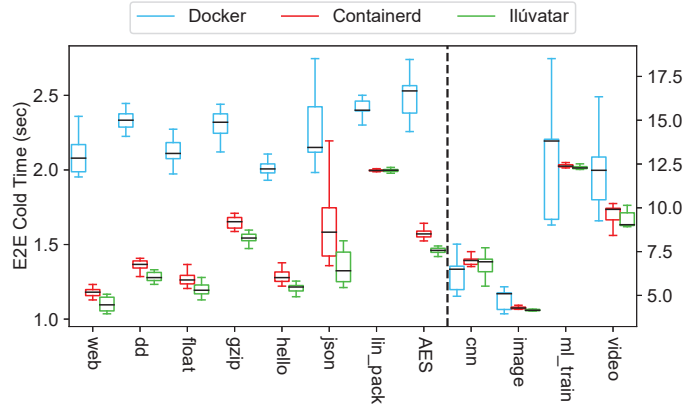 Docker Containerd Ilúvatar
E2E Cold Time (sec)
2.5
2.0
1.5
1.0
17.5
15.0
12.5
10.0
7.5
5.0
web
dd
float
gzip
hello
json
lin_pack
AES
cnn
image
ml_train
video